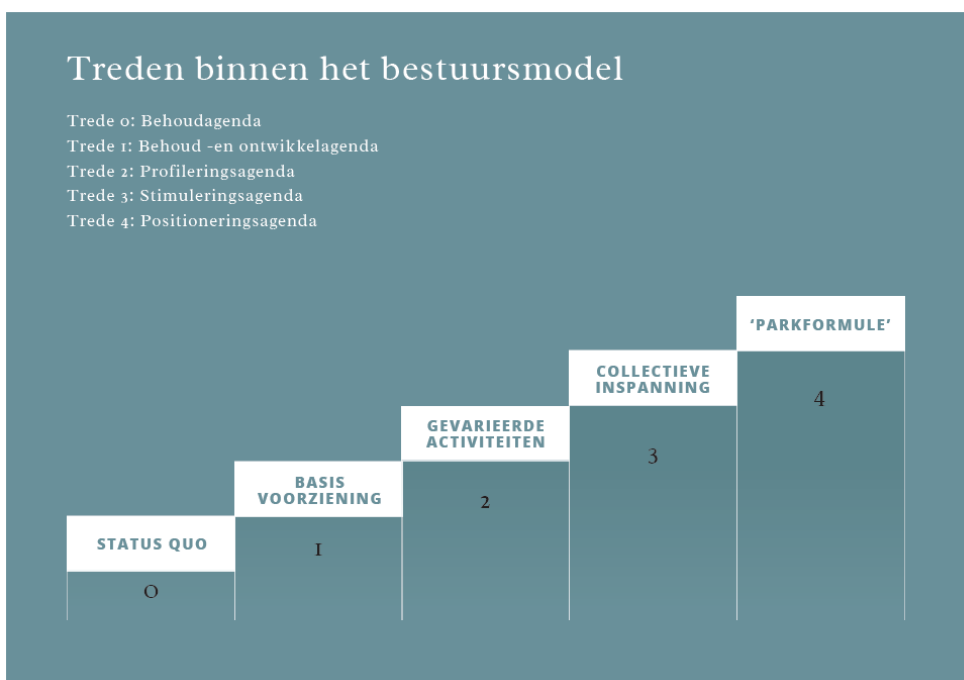 Treden binnen het bestuursmodel
Trede 0: Behoudagenda
Trede 1: Behoud -en ontwikkelagenda
Trede 2: Profileringsagenda
Trede 3: Stimuleringsagenda
Trede 4: Positioneringsagenda
STATUS QUO
0
BASIS
VOORZIENING
1
GEVARIEERDE
ACTIVITEITEN
2
COLLECTIEVE
INSPANNING
3
‘PARKFORMULE’
4